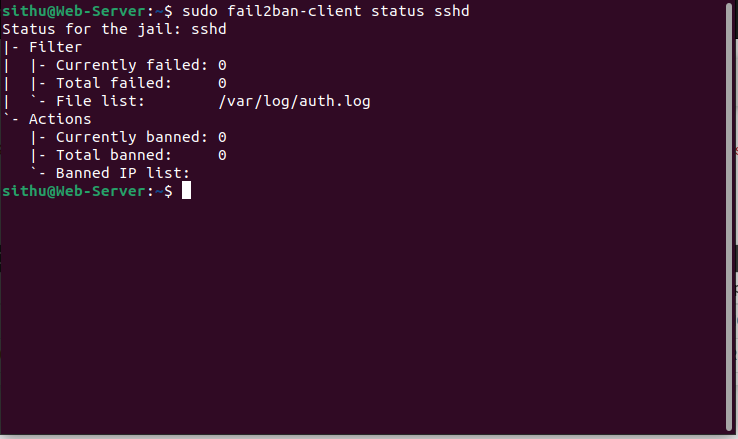 sithu@Web-Server:~$ sudo fail2ban-client status sshd
Status for the jail: sshd
|- Filter
|  |- Currently failed: 0
|  |- Total failed:     0
|  `- File list:        /var/log/auth.log
`- Actions
   |- Currently banned: 0
   |- Total banned:     0
   `- Banned IP list:
sithu@Web-Server:~$